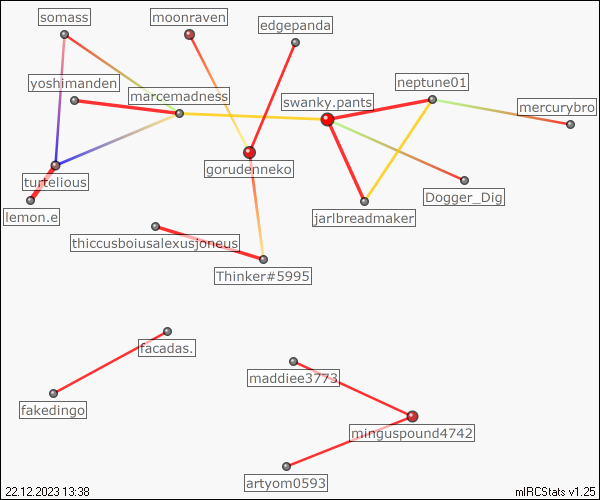 somass
moonraven
edgepanda
yoshimanden
marcemadness
swanky.pants
neptune01
mercurybro
turtelious
gorudenneko
lemon.e
Dogger_Dig
jarlbreadmaker
thiccusboiusalexusjoneus
Thinker#5995
facadas.
maddiee3773
fakedingo
minguspound4742
artyom0593
22.12.2023 13:38
mIRCStats v1.25